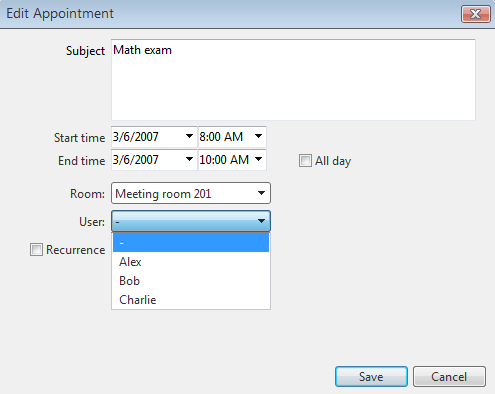 Edit Appointment
Subject Math exam
Start time 3/6/2007 8:00 AM
End time 3/6/2007 10:00 AM All day
Room: Meeting room 201
User: -
-
Recurrence
Alex
Bob
Charlie
Save Cancel